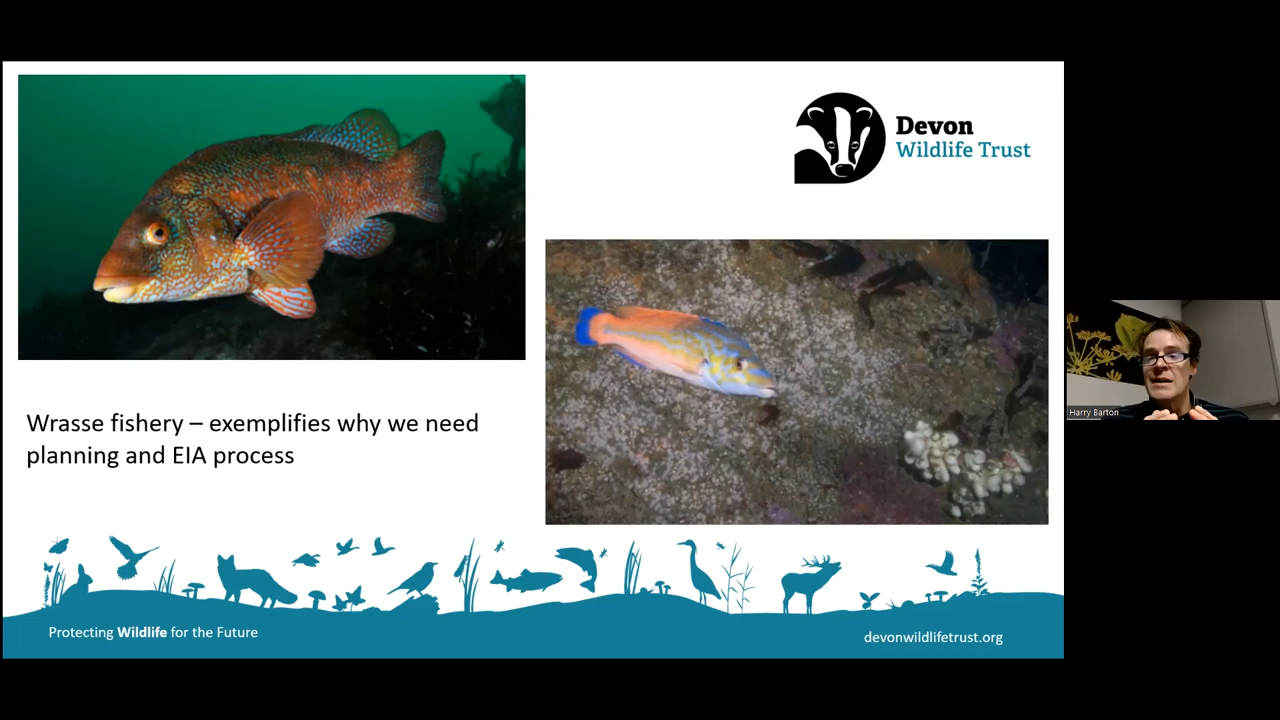 Devon
Wildlife Trust
Wrasse fishery – exemplifies why we need
planning and EIA process
Harry Barton
Protecting Wildlife for the Future
devonwildlifetrust.org